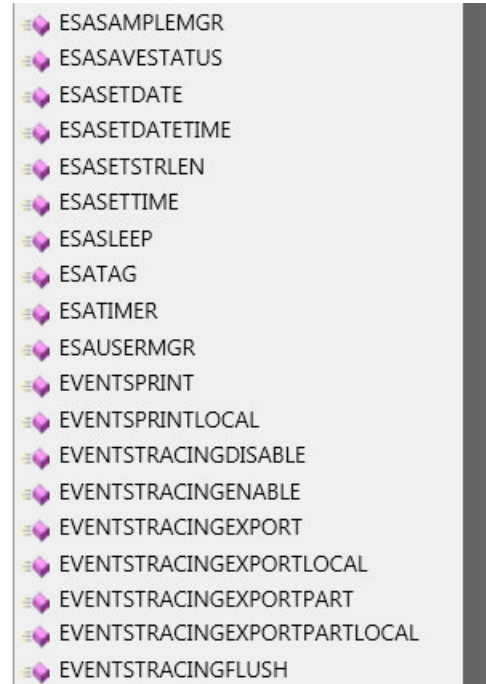 ESASAMPLEMGR
ESASAVESTATUS
ESASETDATE
ESASETDATETIME
ESASETSTRLEN
ESASETTIME
ESASLEEP
ESATAG
ESATIMER
ESAUSERMGR
EVENTSPRINT
EVENTSPRINTLOCAL
EVENTSTRACINGDISABLE
EVENTSTRACINGENABLE
EVENTSTRACINGEXPORT
EVENTSTRACINGEXPORTLOCAL
EVENTSTRACINGEXPORTPART
EVENTSTRACINGEXPORTPARTLOCAL
EVENTSTRACINGFLUSH